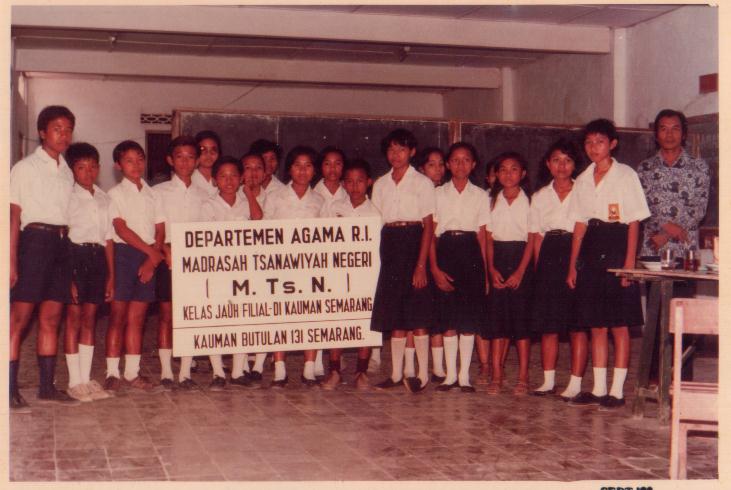 DEPARTEMEN AGAMA R.I.
MADRASAH TSANAWIYAH NEGERI
( M. Ts. N. )
KELAS JAUH FILIAL-DI KAUMAN SEMARANG
KAUMAN BUTULAN 131 SEMARANG.